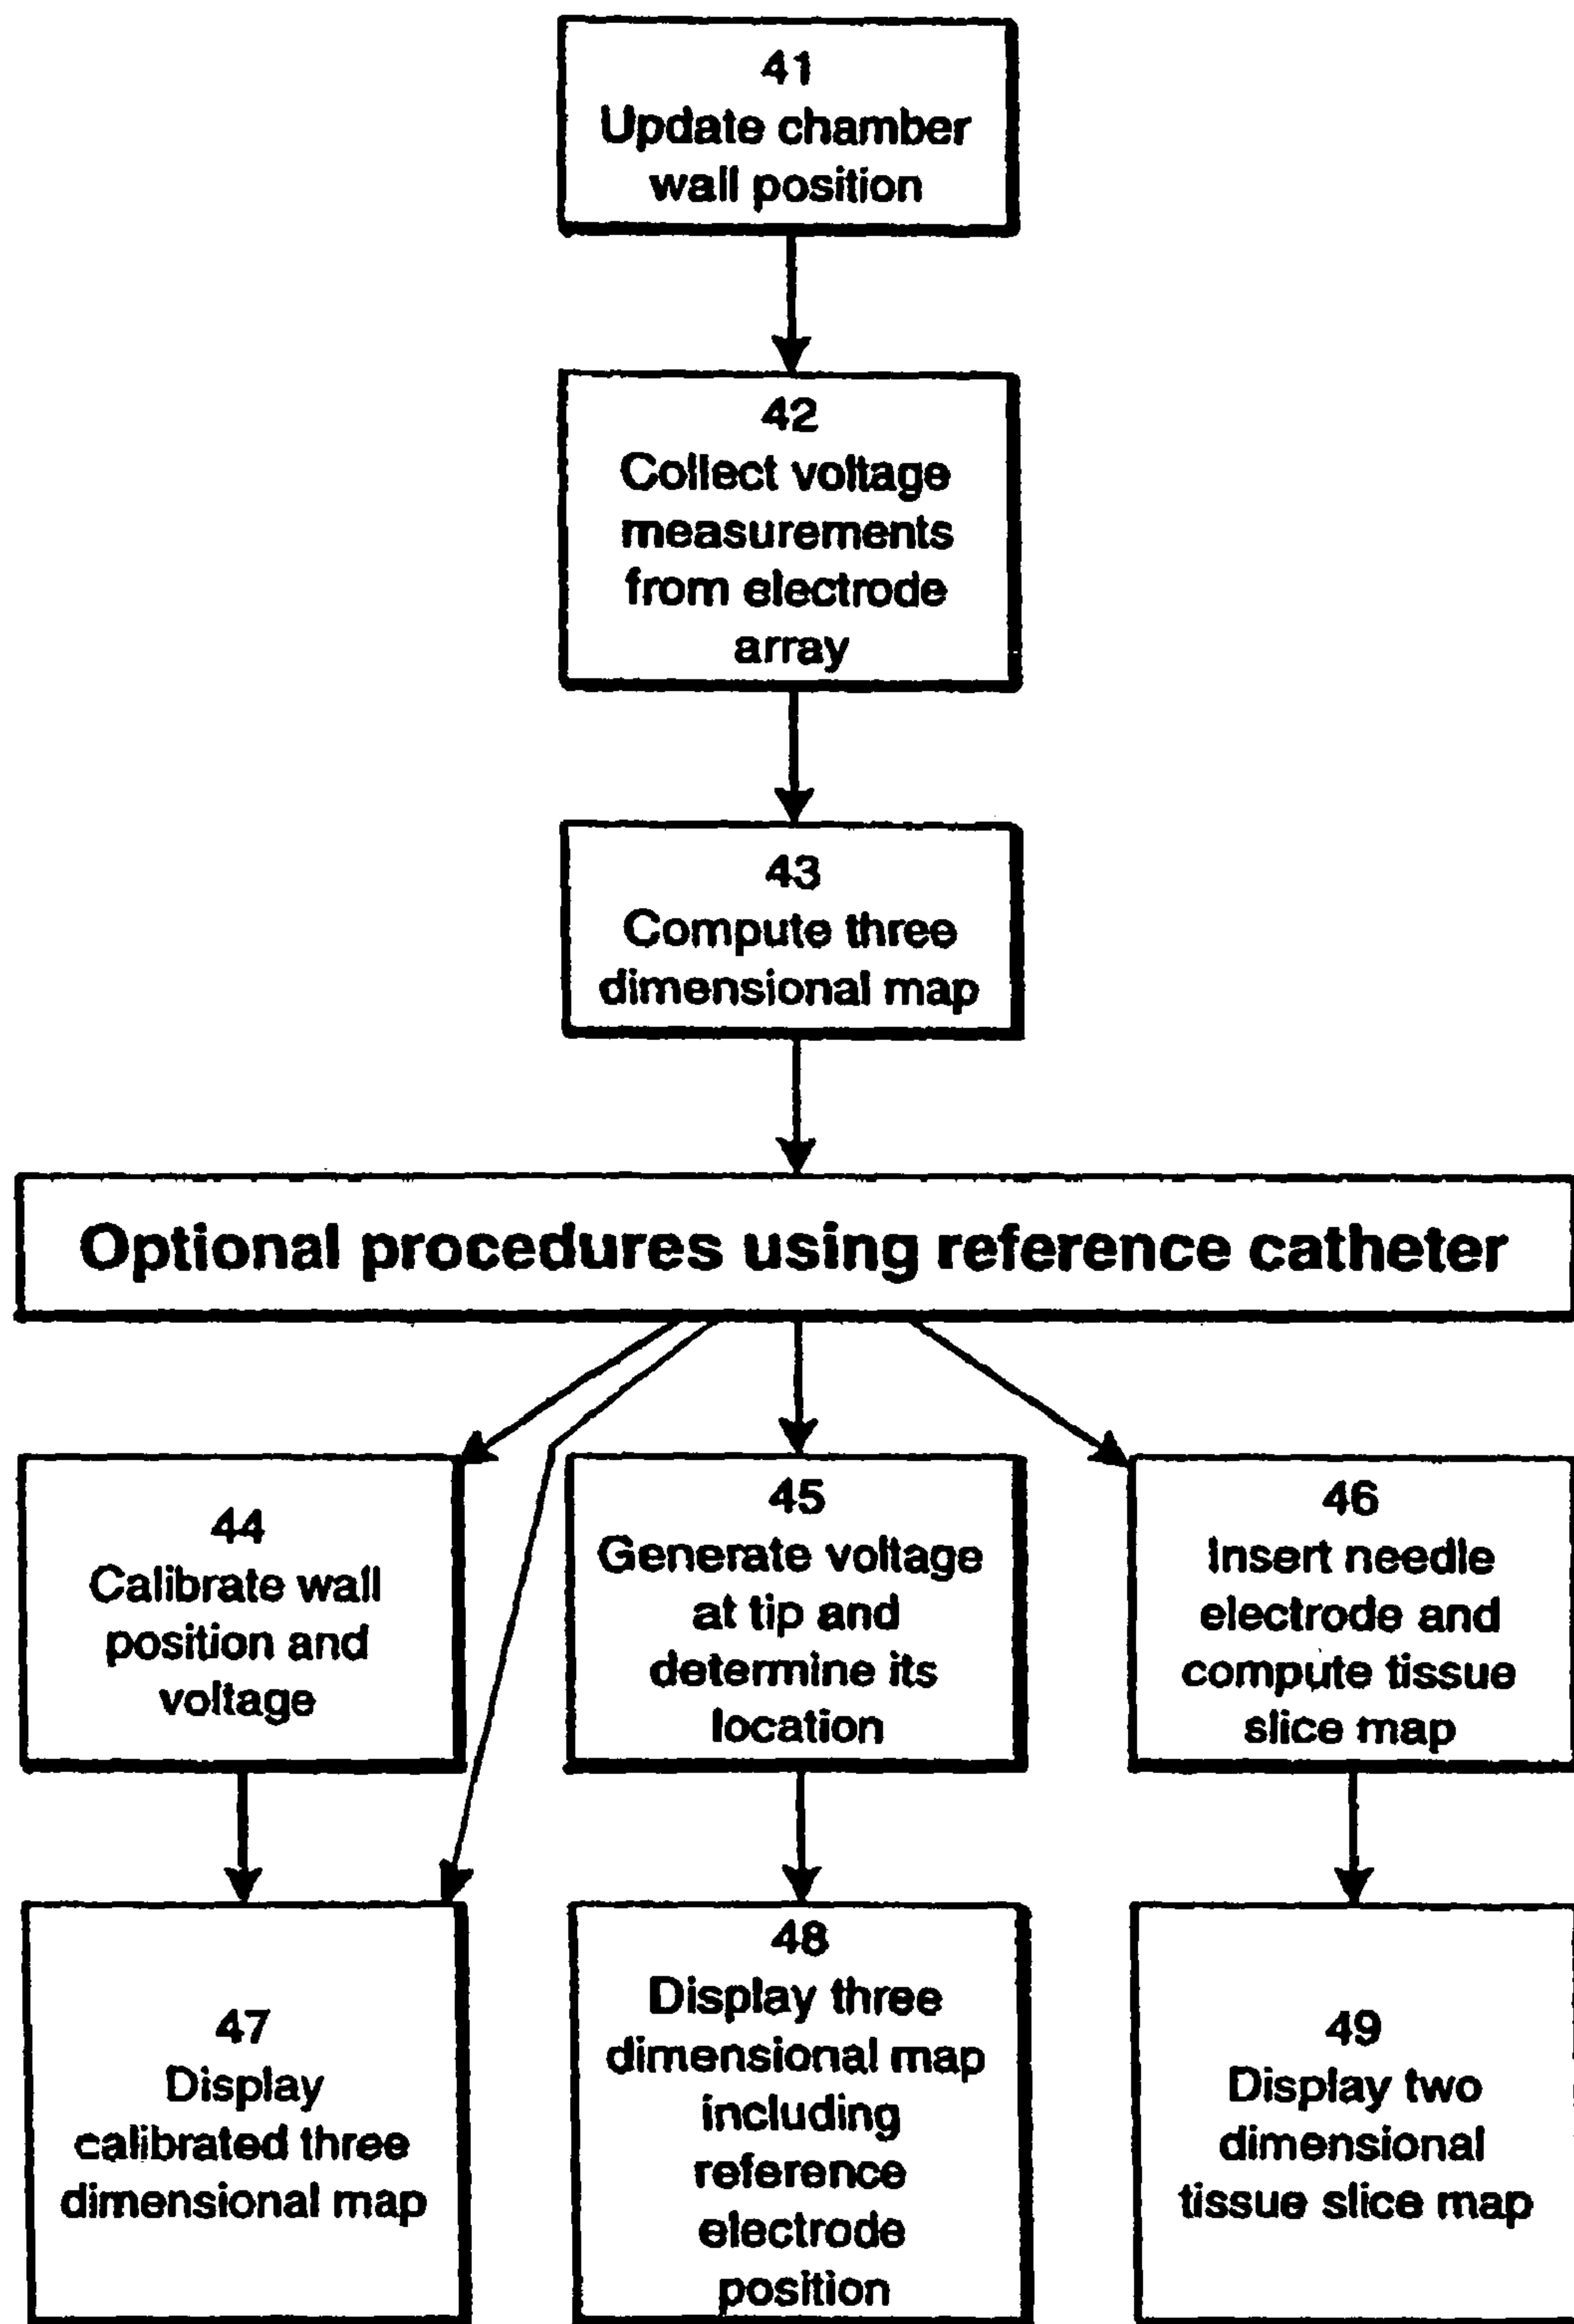 41
Update chamber
wall position
42
Collect voltage
measurements
from electrode
array
43
Compute three
dimensional map
Optional procedures using reference catheter
44
Calibrate wall
position and
voltage
45
Generate voltage
at tip and
determine its
location
46
Insert needle
electrode and
compute tissue
slice map
47
Display
calibrated three
dimensional map
48
Display three
dimensional map
including
reference
electrode
position
49
Display two
dimensional
tissue slice map